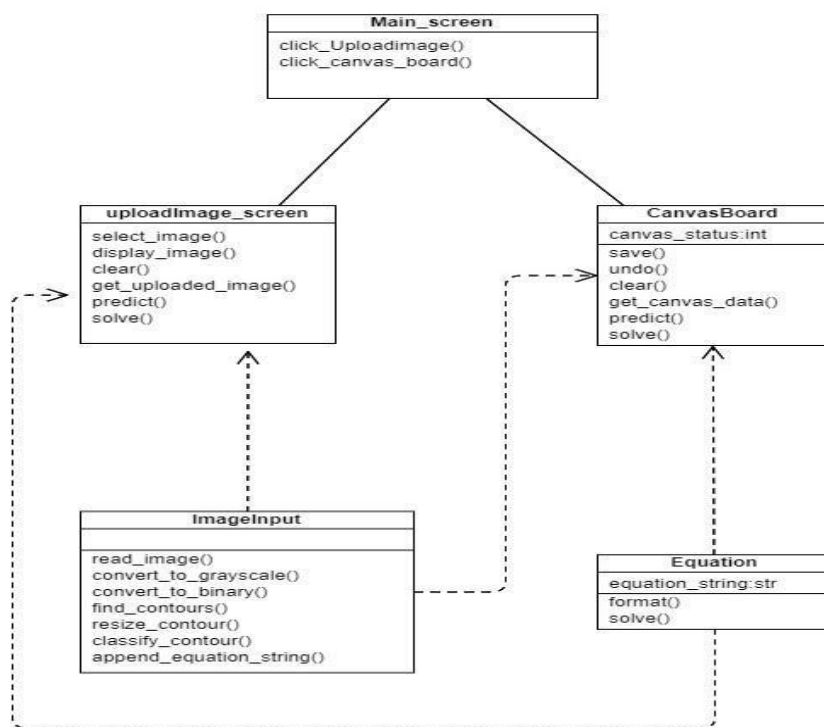 Main_screen
click_Uploadimage()
click_canvas_board()
uploadImage_screen
select_image()
display_image()
clear()
get_uploaded_image()
predict()
solve()
CanvasBoard
canvas_status:int
save()
undo()
clear()
get_canvas_data()
predict()
solve()
ImageInput
read_image()
convert_to_grayscale()
convert_to_binary()
find_contours()
resize_contour()
classify_contour()
append_equation_string()
Equation
equation_string:str
format()
solve()